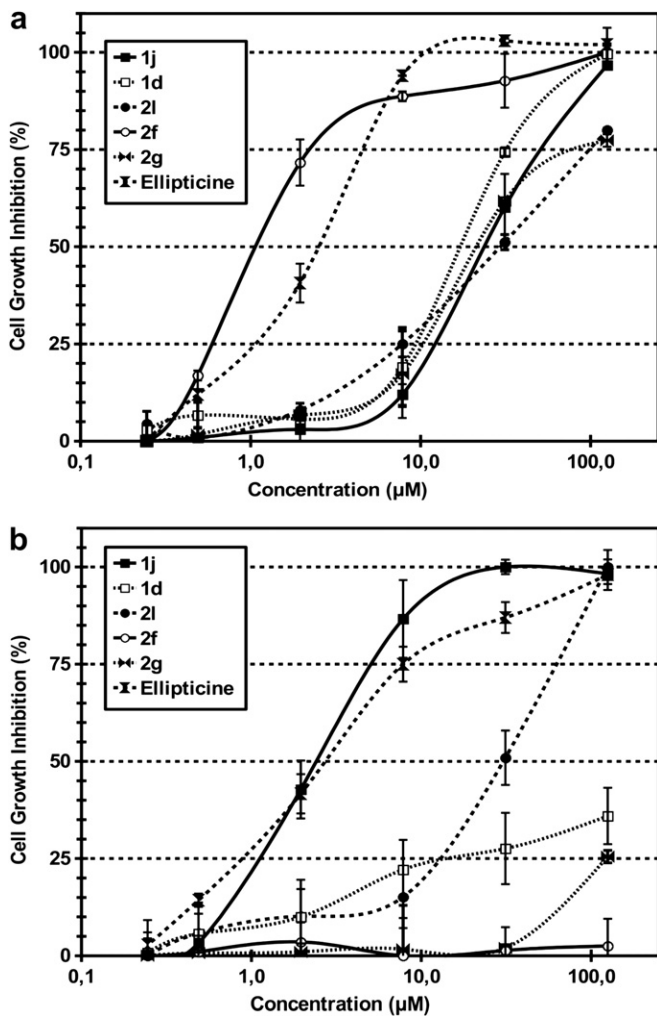 a
Cell Growth Inhibition (%)
100
75
50
25
0
1j
1d
2l
2f
2g
Ellipticine
0,1
1,0
10,0
100,0
Concentration (µM)
b
Cell Growth Inhibition (%)
100
75
50
25
0
1j
1d
2l
2f
2g
Ellipticine
0,1
1,0
10,0
100,0
Concentration (µM)